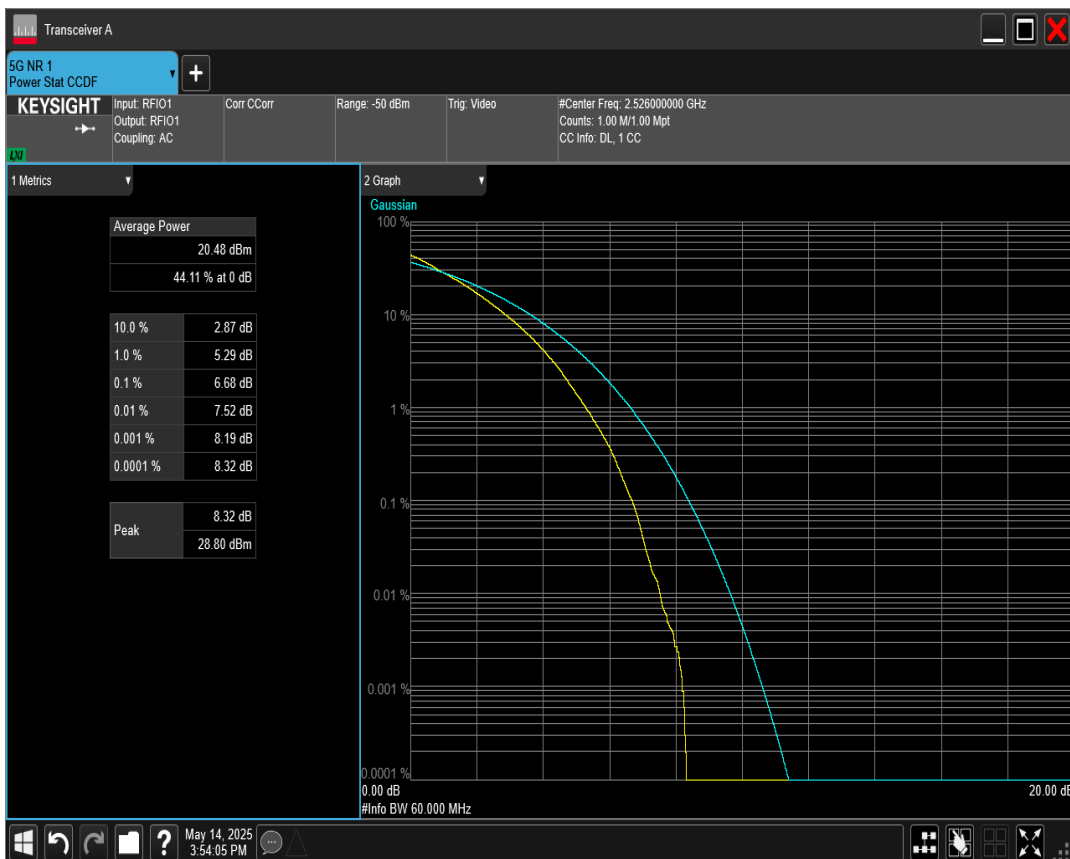 Transceiver A
5G NR 1
Power Stat CCDF
+
KEYSIGHT
LXI
Input: RFIO1
Output: RFIO1
Coupling: AC
Corr CCorr
Range: -50 dBm
Trig: Video
#Center Freq: 2.526000000 GHz
Counts: 1.00 M/1.00 Mpt
CC Info: DL, 1 CC
1 Metrics
Average Power
20.48 dBm
44.11 % at 0 dB
10.0 % 2.87 dB
1.0 % 5.29 dB
0.1 % 6.68 dB
0.01 % 7.52 dB
0.001 % 8.19 dB
0.0001 % 8.32 dB
Peak
8.32 dB
28.80 dBm
2 Graph
Gaussian
100 %
10 %
1 %
0.1 %
0.01 %
0.001 %
0.0001 %
0.00 dB 20.00 dB
#Info BW 60.000 MHz
?
May 14, 2025
3:54:05 PM